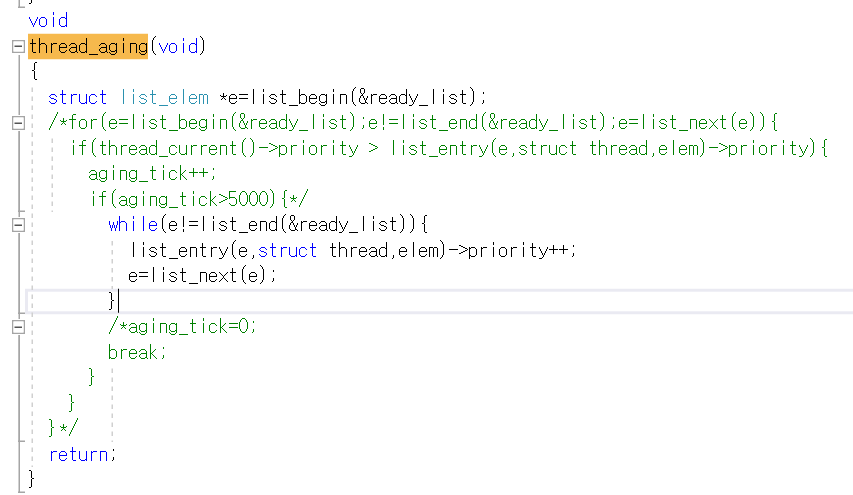 void
thread_aging(void)
{
struct list_elem *e=list_begin(&ready_list);
/*for(e=list_begin(&ready_list);e!=list_end(&ready_list);e=list_next(e)){
if(thread_current()->priority > list_entry(e,struct thread,elem)->priority){
aging_tick++;
if(aging_tick>5000){*/
while(e!=list_end(&ready_list)){
list_entry(e,struct thread,elem)->priority++;
e=list_next(e);
}
/*aging_tick=0;
break;
}
}
}*/
return;
}